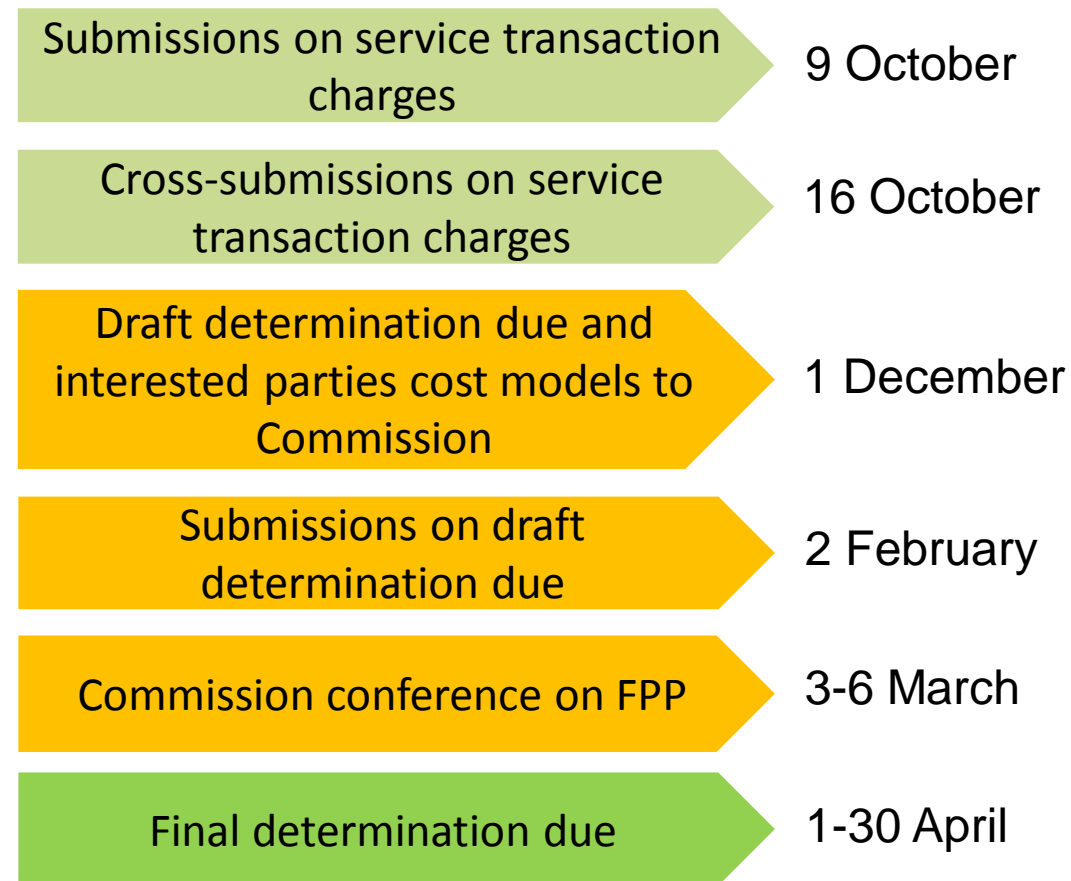 Submissions on service transaction
charges
9 October
Cross-submissions on service
transaction charges
16 October
Draft determination due and
interested parties cost models to
Commission
1 December
Submissions on draft
determination due
2 February
Commission conference on FPP
3-6 March
Final determination due
1-30 April